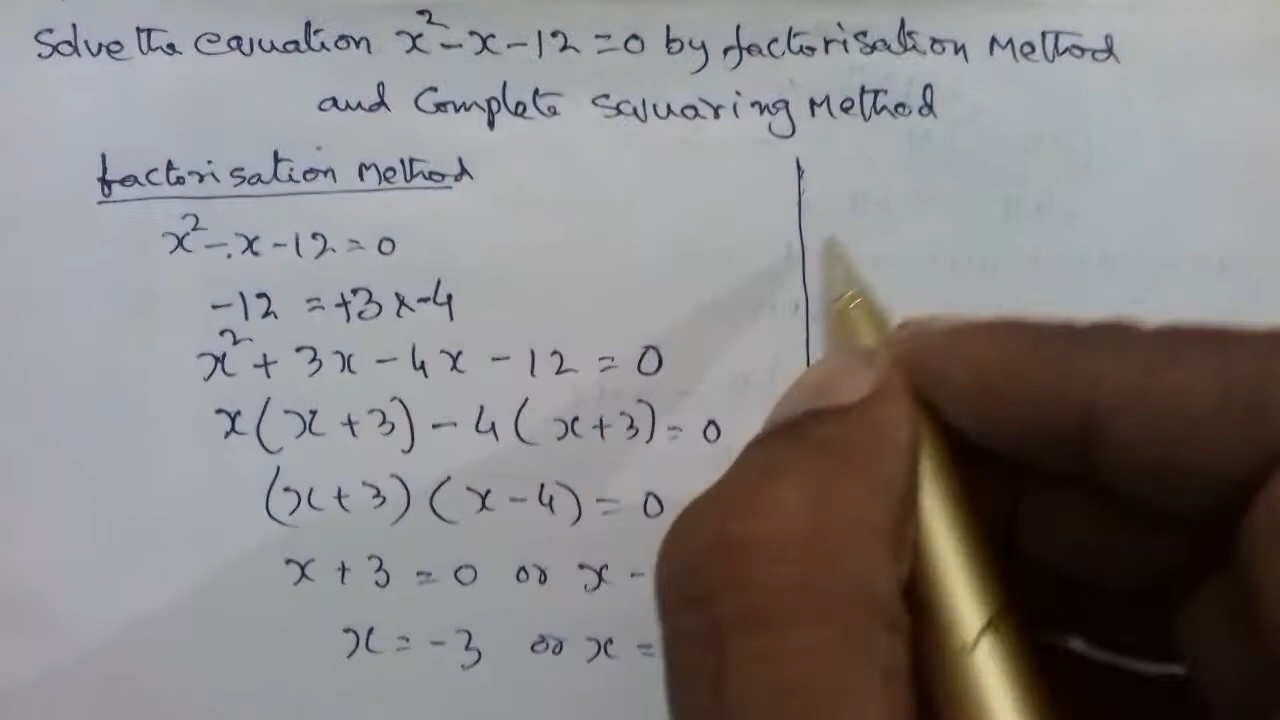 Solve the equation x² - x - 12 = 0 by factorisation Method
and Complete Squaring Method
factorisation Method
x² - x - 12 = 0
-12 = +3 x -4
x² + 3x - 4x - 12 = 0
x(x + 3) - 4(x + 3) = 0
(x + 3)(x - 4) = 0
x + 3 = 0 or x -
x = -3 or x =